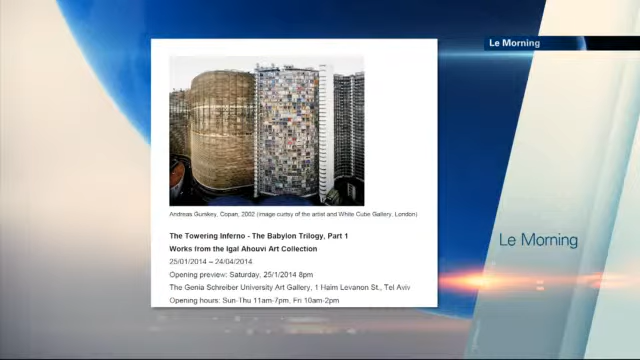 Le Morning
Andreas Gurskey, Copan, 2002 (image curtsy of the artist and White Cube Gallery, London)
The Towering Inferno - The Babylon Trilogy, Part 1
Works from the Igal Ahouvi Art Collection
25/01/2014 – 24/04/2014
Opening preview: Saturday, 25/1/2014 8pm
The Genia Schreiber University Art Gallery, 1 Haim Levanon St., Tel Aviv
Opening hours: Sun-Thu 11am-7pm, Fri 10am-2pm
Le Morning